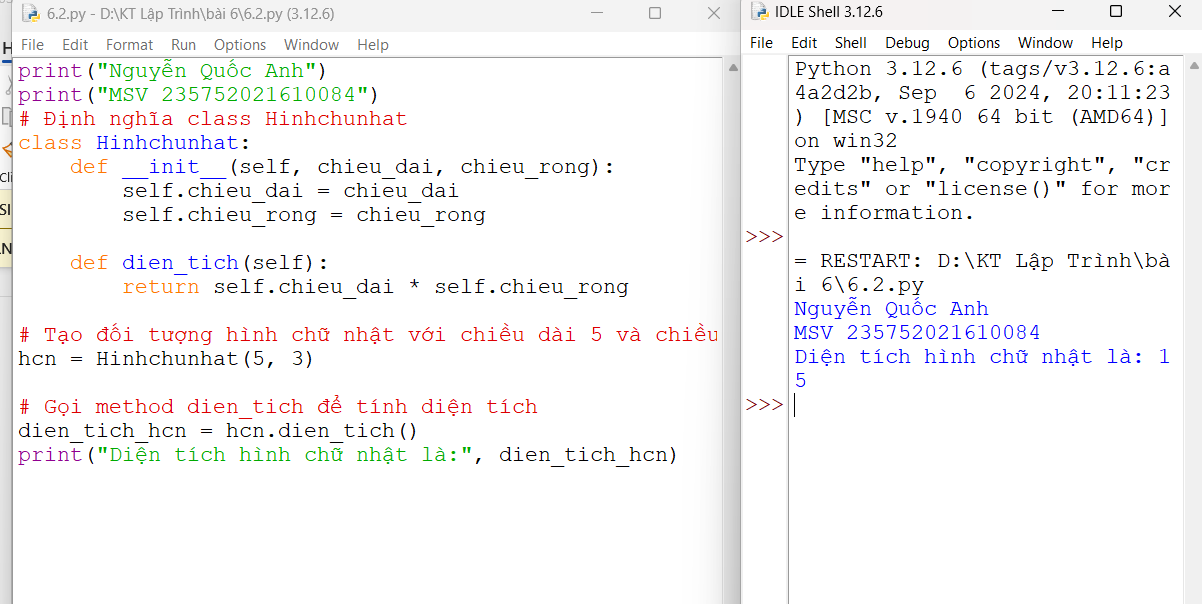 6.2.py - D:\KT Lập Trình\bài 6\6.2.py (3.12.6)
File Edit Format Run Options Window Help
print("Nguyễn Quốc Anh")
print("MSV 235752021610084")
# Định nghĩa class Hinhchunhat
class Hinhchunhat:
    def __init__(self, chieu_dai, chieu_rong):
        self.chieu_dai = chieu_dai
        self.chieu_rong = chieu_rong
    def dien_tich(self):
        return self.chieu_dai * self.chieu_rong
# Tạo đối tượng hình chữ nhật với chiều dài 5 và chiều
hcn = Hinhchunhat(5, 3)
# Gọi method dien_tich để tính diện tích
dien_tich_hcn = hcn.dien_tich()
print("Diện tích hình chữ nhật là:", dien_tich_hcn)
IDLE Shell 3.12.6
File Edit Shell Debug Options Window Help
Python 3.12.6 (tags/v3.12.6:a
4a2d2b, Sep  6 2024, 20:11:23
) [MSC v.1940 64 bit (AMD64)]
on win32
Type "help", "copyright", "cr
edits" or "license()" for mor
e information.
>>>
= RESTART: D:\KT Lập Trình\bà
i 6\6.2.py
Nguyễn Quốc Anh
MSV 235752021610084
Diện tích hình chữ nhật là: 1
5
>>>